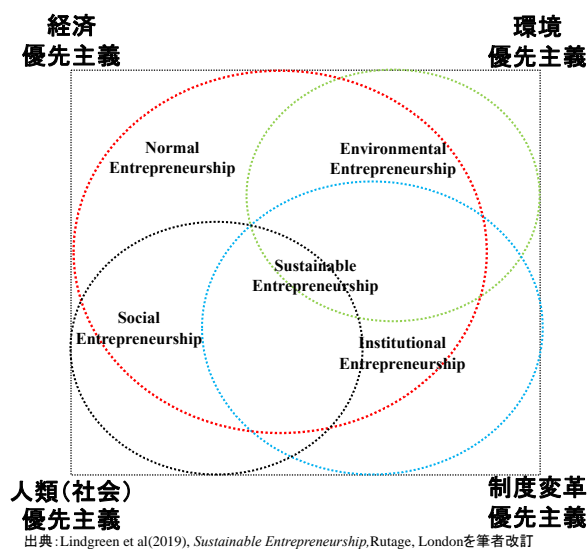 経済
優先主義
環境
優先主義
Normal
Entrepreneurship
Environmental
Entrepreneurship
Sustainable
Entrepreneurship
Social
Entrepreneurship
Institutional
Entrepreneurship
人類(社会)
優先主義
制度変革
優先主義
出典:Lindgreen et al(2019), Sustainable Entrepreneurship,Rutage, Londonを筆者改訂